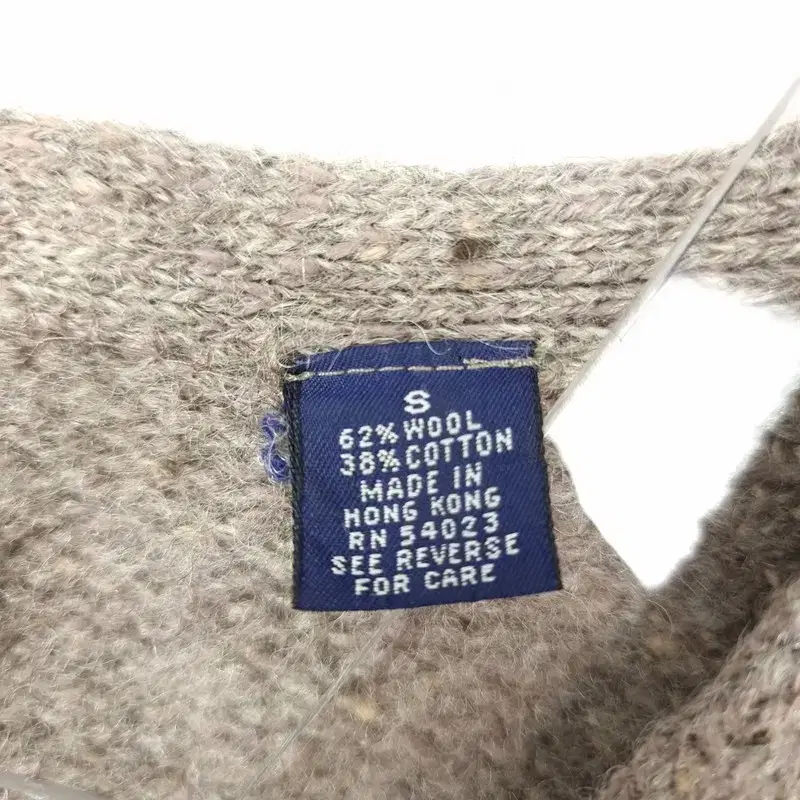 S
62% WOOL
38% COTTON
MADE IN
HONG KONG
RN 54023
SEE REVERSE
FOR CARE